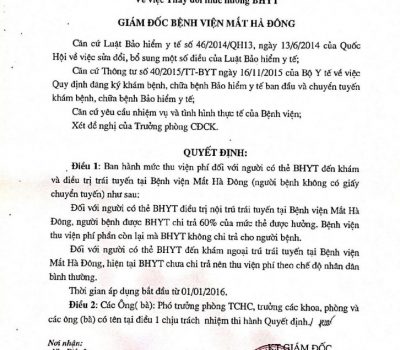 Về việc Thay đổi mức hưởng BHYT
GIÁM ĐỐC BỆNH VIỆN MẮT HÀ ĐÔNG
Căn cứ Luật Bảo hiểm y tế số 46/2014/QH13, ngày 13/6/2014 của Quốc
Hội về việc sửa đổi, bổ sung một số điều của Luật Bảo hiểm y tế;
Căn cứ Thông tư số 40/2015/TT-BYT ngày 16/11/2015 của Bộ Y tế về việc
Quy định đăng ký khám bệnh, chữa bệnh Bảo hiểm y tế ban đầu và chuyển tuyến
khám bệnh, chữa bệnh Bảo hiểm y tế;
Căn cứ yêu cầu nhiệm vụ và tình hình thực tế của Bệnh viện;
Xét đề nghị của Trưởng phòng CĐCK.
QUYẾT ĐỊNH:
Điều 1: Ban hành mức thu viện phí đối với người có thẻ BHYT đến khám
và điều trị trái tuyến tại Bệnh viện Mắt Hà Đông (người bệnh không có giấy
chuyển tuyến) như sau:
Đối với người có thẻ BHYT điều trị nội trú trái tuyến tại Bệnh viện Mắt Hà
Đông, người bệnh được BHYT chi trả 60% của mức thẻ được hưởng. Bệnh viện
thu viện phí phần còn lại mà BHYT không chi trả cho người bệnh.
Đối với người có thẻ BHYT đến khám ngoại trú trái tuyến tại Bệnh viện
Mắt Hà Đông, hiện tại BHYT chưa chi trả nên thu viện phí theo chế độ nhân dân
bình thường.
Thời gian áp dụng bắt đầu từ 01/01/2016.
Điều 2: Các Ông( bà): Phó trưởng phòng TCHC, trưởng các khoa, phòng và
các ông (bà) có tên tại điều 1 chịu trách nhiệm thi hành Quyết định./
Nơi nhận:
KT GIÁM ĐỐC